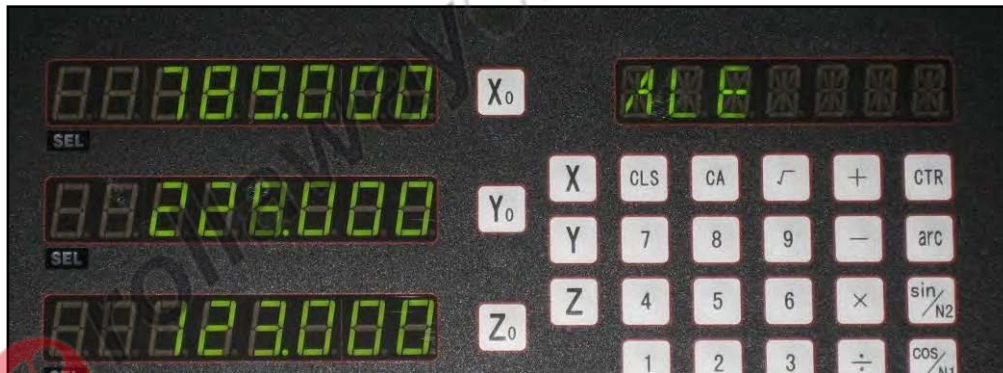 789.000 X0 ALE
SEL
X CLS CA √ + CTR
226.000 Y0
SEL
Y 7 8 9 − arc
Z 4 5 6 × sin/N2
123.000 Z0
1 2 3 ÷ cos/N1